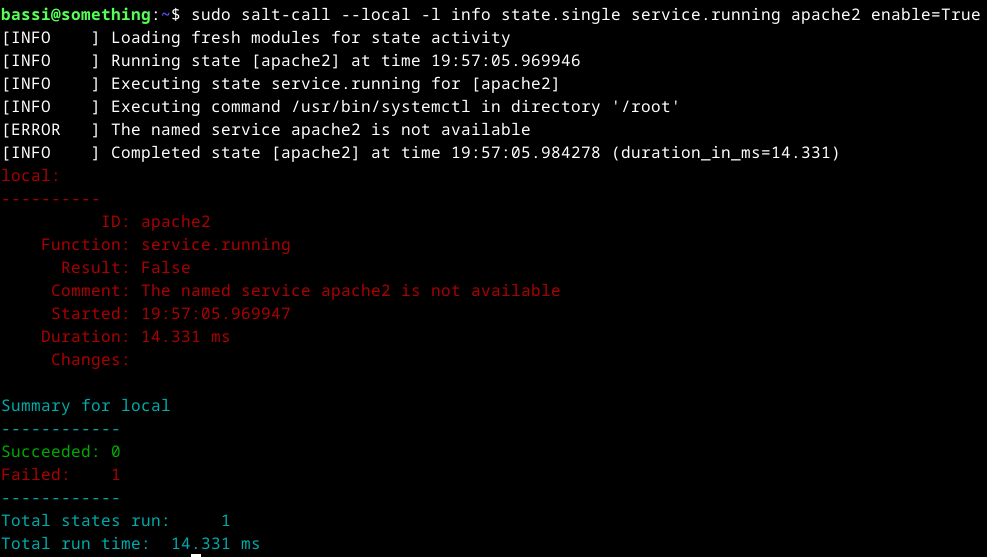 bassi@something:~$ sudo salt-call --local -l info state.single service.running apache2 enable=True
[INFO    ] Loading fresh modules for state activity
[INFO    ] Running state [apache2] at time 19:57:05.969946
[INFO    ] Executing state service.running for [apache2]
[INFO    ] Executing command /usr/bin/systemctl in directory '/root'
[ERROR   ] The named service apache2 is not available
[INFO    ] Completed state [apache2] at time 19:57:05.984278 (duration_in_ms=14.331)
local:
----------
          ID: apache2
    Function: service.running
      Result: False
     Comment: The named service apache2 is not available
     Started: 19:57:05.969947
    Duration: 14.331 ms
     Changes:

Summary for local
------------
Succeeded: 0
Failed:    1
------------
Total states run:     1
Total run time:  14.331 ms